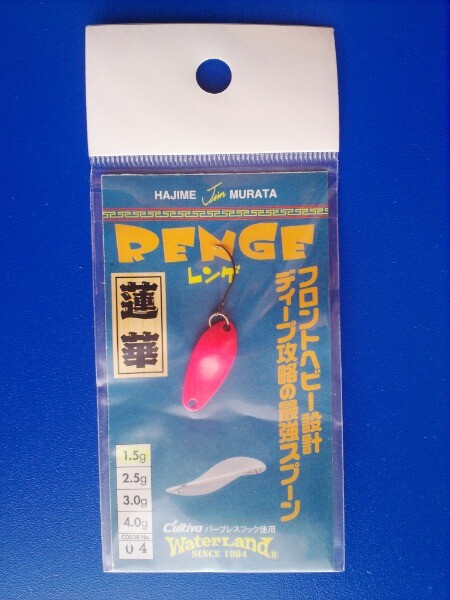 HAJIME Join MURATA
RENGE
レンゲ
蓮華
フロントヘビー設計
ディープ攻略の最強スプーン
1.5g
2.5g
3.0g
4.0g
COLOR No.
04
C'ultiva バーブレスフック使用
WaterLand®
SINCE 1984